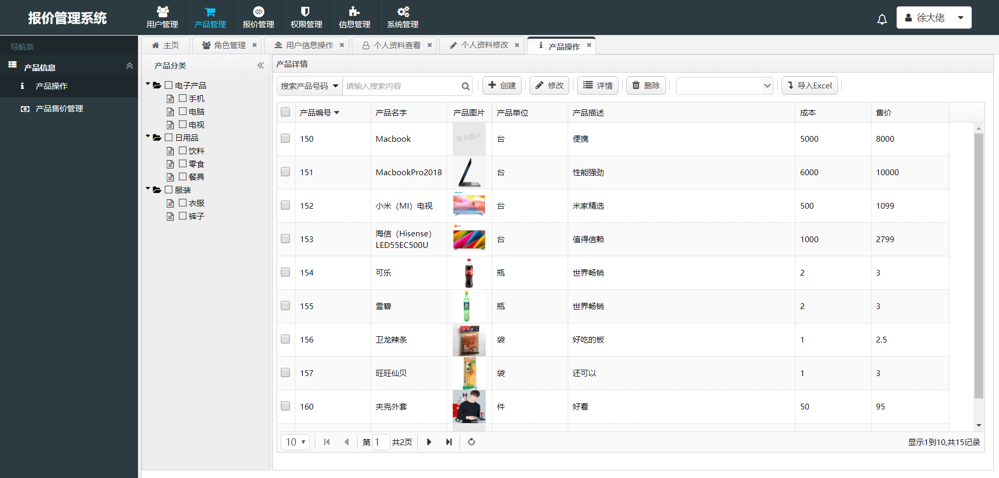 报价管理系统
用户管理
产品管理
报价管理
权限管理
信息管理
系统管理
徐大佬
导航条
产品信息
产品操作
产品售价管理
主页
角色管理
用户信息操作
个人资料查看
个人资料修改
产品操作
产品分类
电子产品
手机
电脑
电视
日用品
饮料
零食
餐具
服装
衣服
裤子
产品详情
搜索产品号码 请输入搜索内容 创建 修改 详情 删除 导入Excel
产品编号 产品名字 产品图片 产品单位 产品描述 成本 售价
150 Macbook 暂无图片 台 便携 5000 8000
151 MacbookPro2018 台 性能强劲 6000 10000
152 小米（MI）电视 Hisense 台 米家精选 500 1099
153 海信（Hisense）
LED55EC500U 台 值得信赖 1000 2799
154 可乐 瓶 世界畅销 2 3
155 雪碧 瓶 世界畅销 2 3
156 卫龙辣条 袋 好吃的板 1 2.5
157 旺旺仙贝 袋 还可以 1 3
160 夹克外套 件 好看 50 95
10 第 1 共2页 显示1到10,共15记录